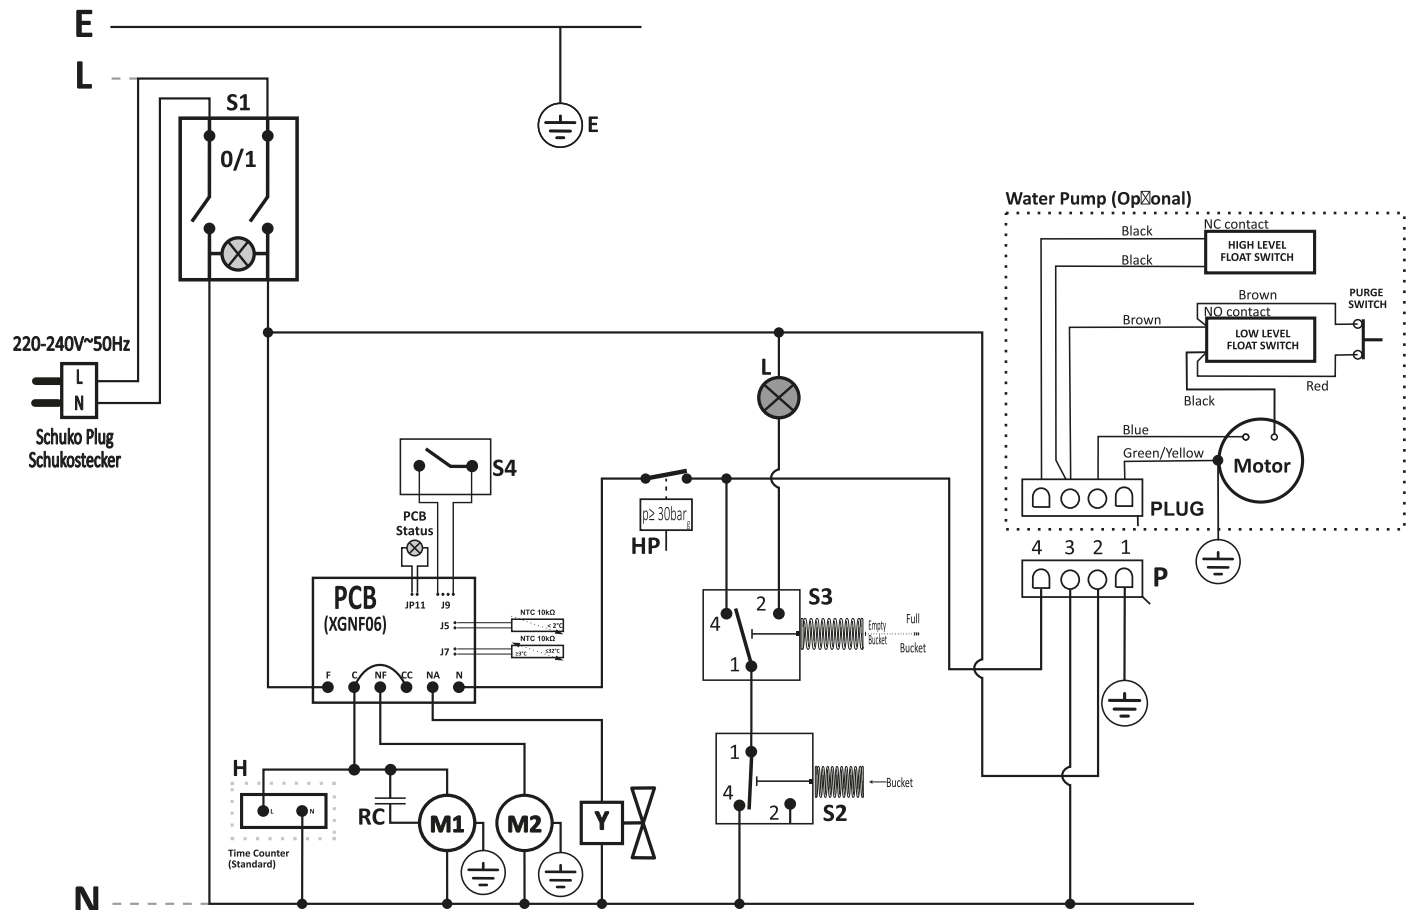 E
L
S1
0/1
E
Water Pump (Op☒onal)
NC contact
Black
HIGH LEVEL
FLOAT SWITCH
Black
Brown
PURGE
SWITCH
NO contact
Brown
LOW LEVEL
FLOAT SWITCH
Red
Black
Blue
Green/Yellow
Motor
PLUG
4 3 2 1
P
220-240V~50Hz
L
N
Schuko Plug
Schukostecker
L
S4
PCB
Status
p≥ 30bar
HP
PCB
(XGNF06)
JP11 J9
J5
NTC 10kΩ
< 2°C
J7
NTC 10kΩ
≥3°C ≤32°C
F C NF CC NA N
S3
2
4
1
Empty
Bucket
Full
Bucket
1
4
2
S2
Bucket
H
L N
Time Counter
(Standard)
RC
M1
M2
Y
N